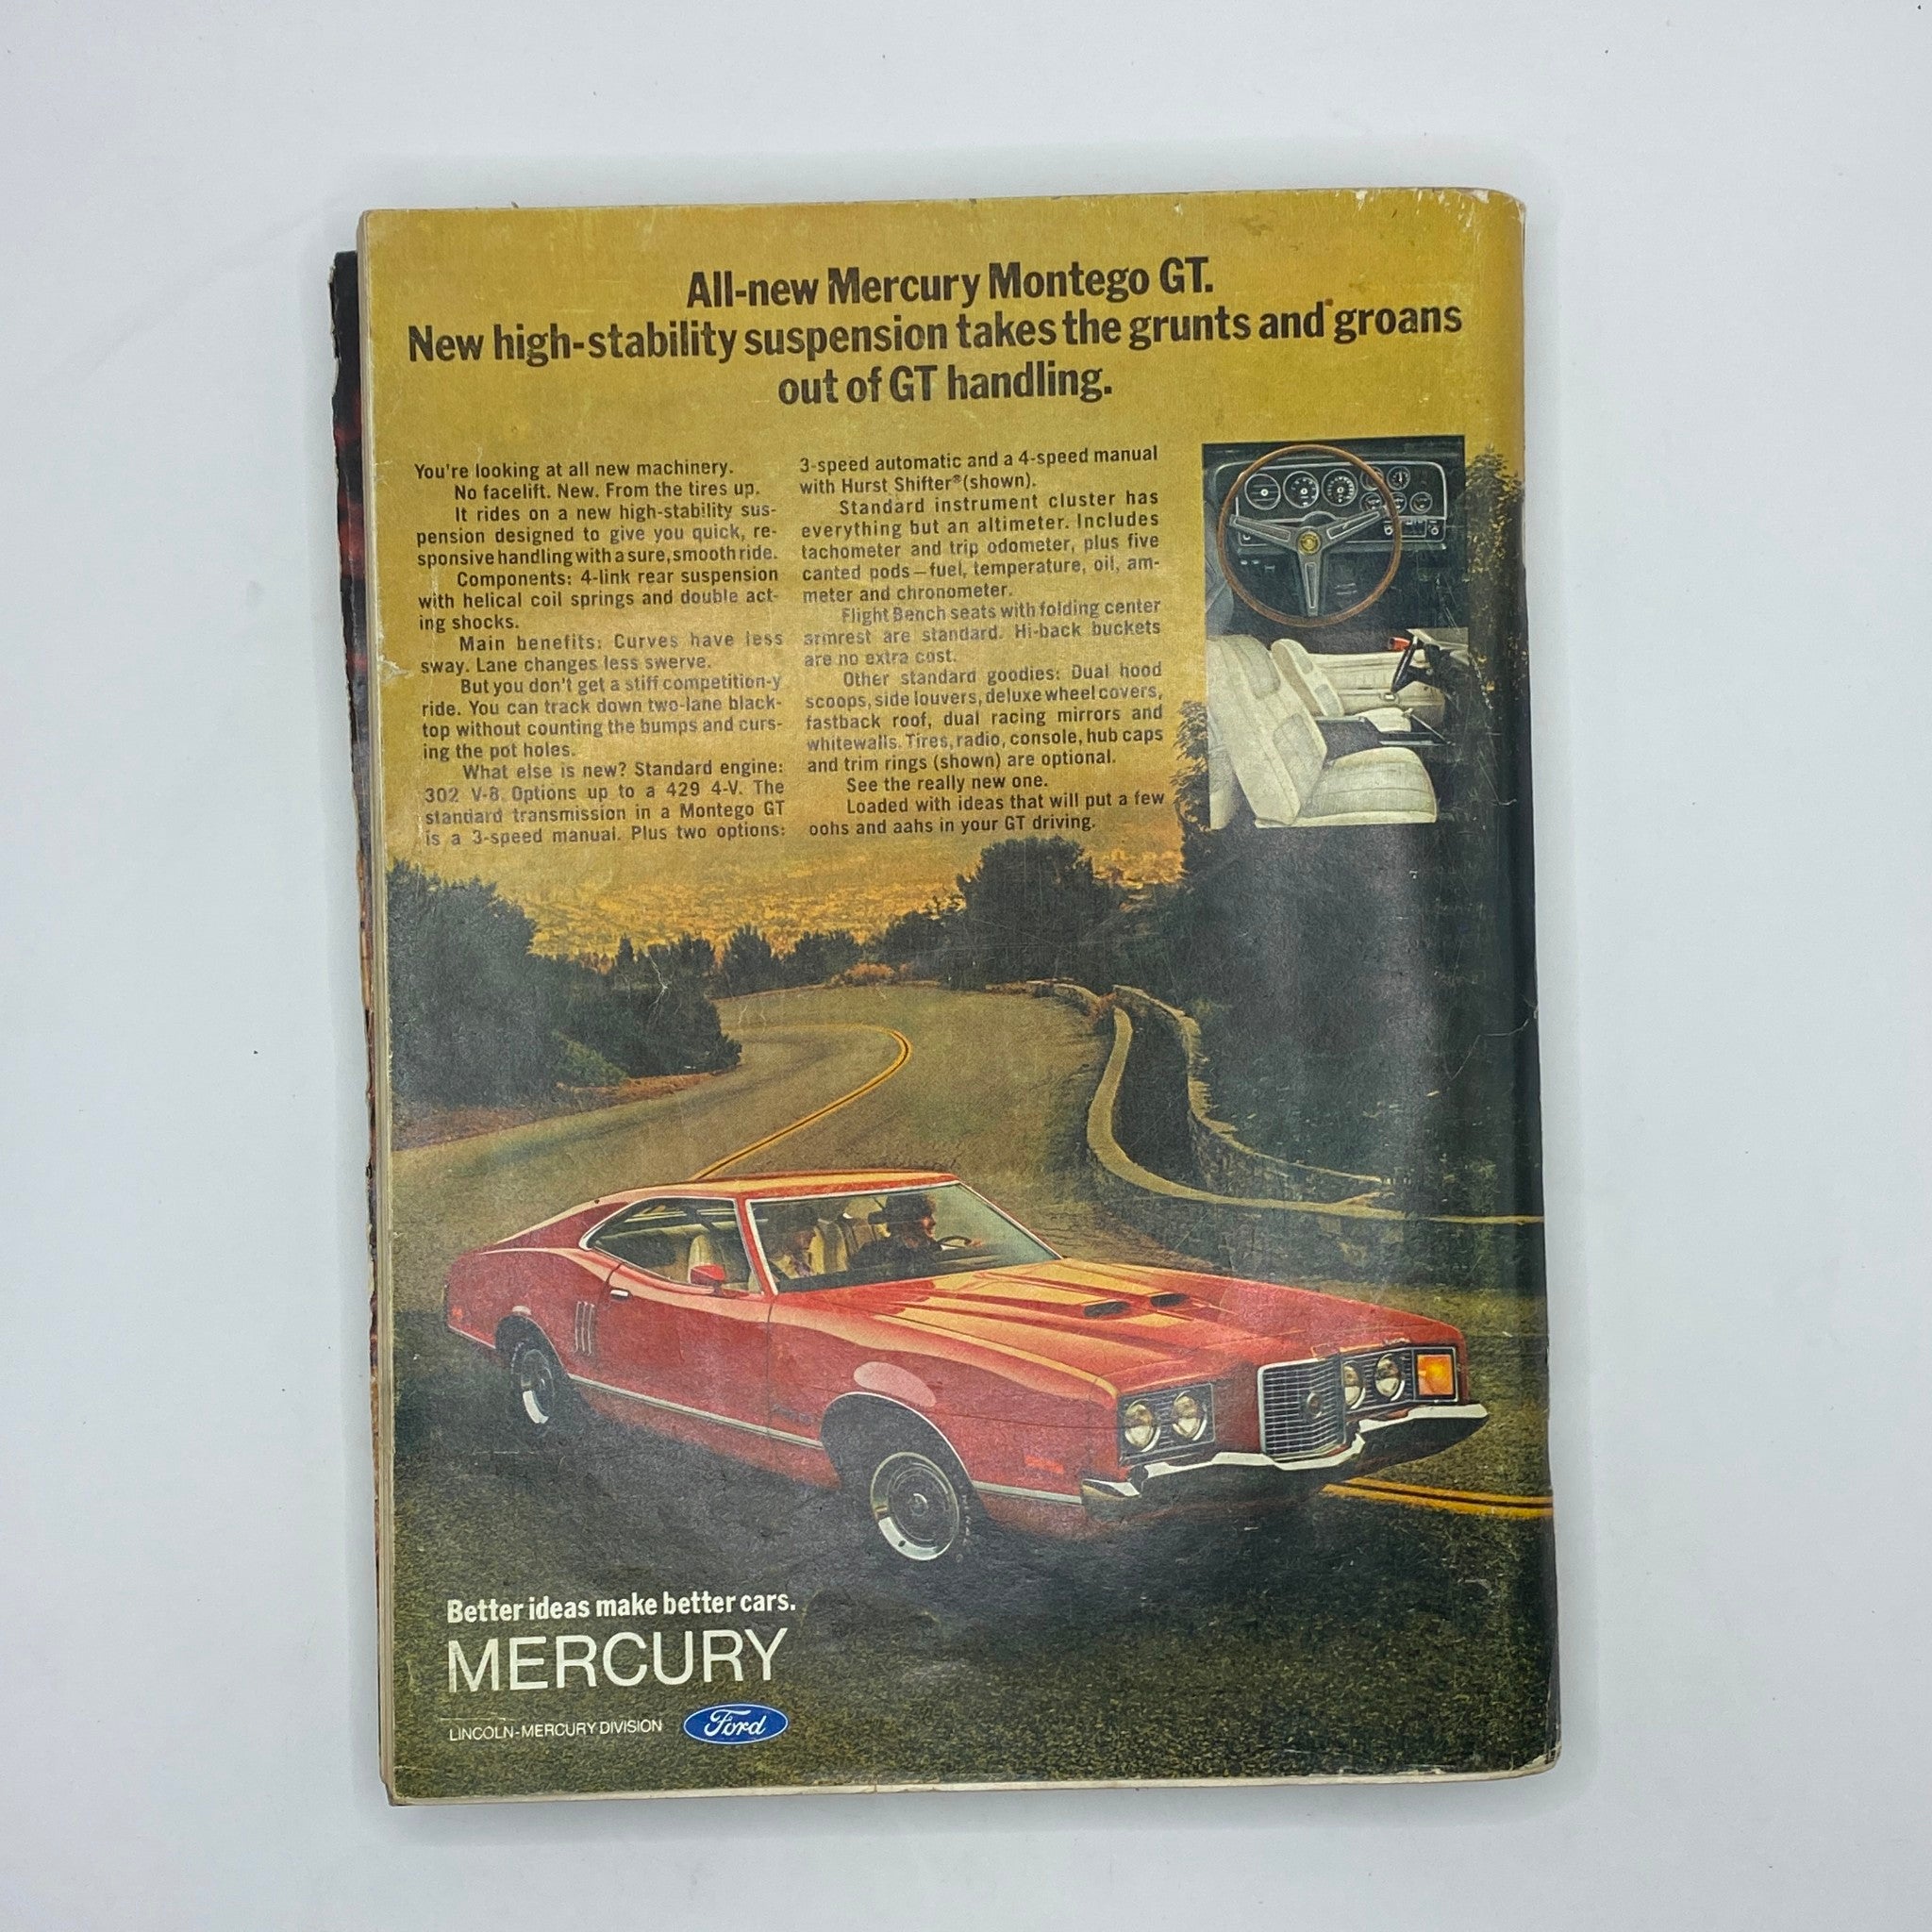 All-new Mercury Montego GT.
New high-stability suspension takes the grunts and groans
out of GT handling.
You're looking at all new machinery.
No facelift. New. From the tires up.
It rides on a new high-stability sus-
pension designed to give you quick, re-
sponsive handling with a sure, smooth ride.
Components: 4-link rear suspension
with helical coil springs and double act-
ing shocks.
Main benefits: Curves have less
sway. Lane changes less swerve.
But you don't get a stiff competition-y
ride. You can track down two-lane black-
top without counting the bumps and curs-
ing the pot holes.
What else is new? Standard engine:
302 V-8. Options up to a 429 4-V. The
standard transmission in a Montego GT
is a 3-speed manual. Plus two options:
3-speed automatic and a 4-speed manual
with Hurst Shifter® (shown).
Standard instrument cluster has
everything but an altimeter. Includes
tachometer and trip odometer, plus five
canted pods—fuel, temperature, oil, am-
meter and chronometer.
Flight Bench seats with folding center
armrest are standard. Hi-back buckets
are no extra cost.
Other standard goodies: Dual hood
scoops, side louvers, deluxe wheel covers,
fastback roof, dual racing mirrors and
whitewalls. Tires, radio, console, hub caps
and trim rings (shown) are optional.
See the really new one.
Loaded with ideas that will put a few
oohs and aahs in your GT driving.
Better ideas make better cars.
MERCURY
LINCOLN-MERCURY DIVISION
Ford